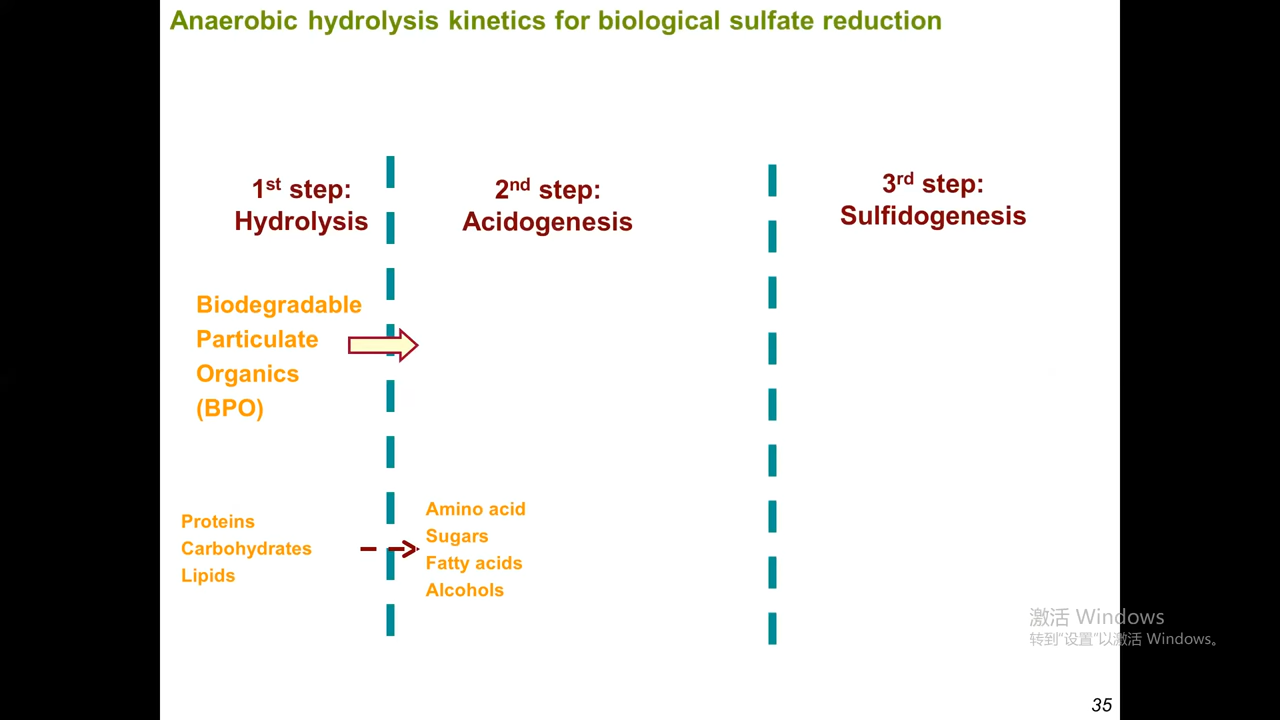 Anaerobic hydrolysis kinetics for biological sulfate reduction
1st step:
Hydrolysis
2nd step:
Acidogenesis
3rd step:
Sulfidogenesis
Biodegradable
Particulate
Organics
(BPO)
Proteins
Carbohydrates
Lipids
Amino acid
Sugars
Fatty acids
Alcohols
激活 Windows
转到“设置”以激活 Windows。
35